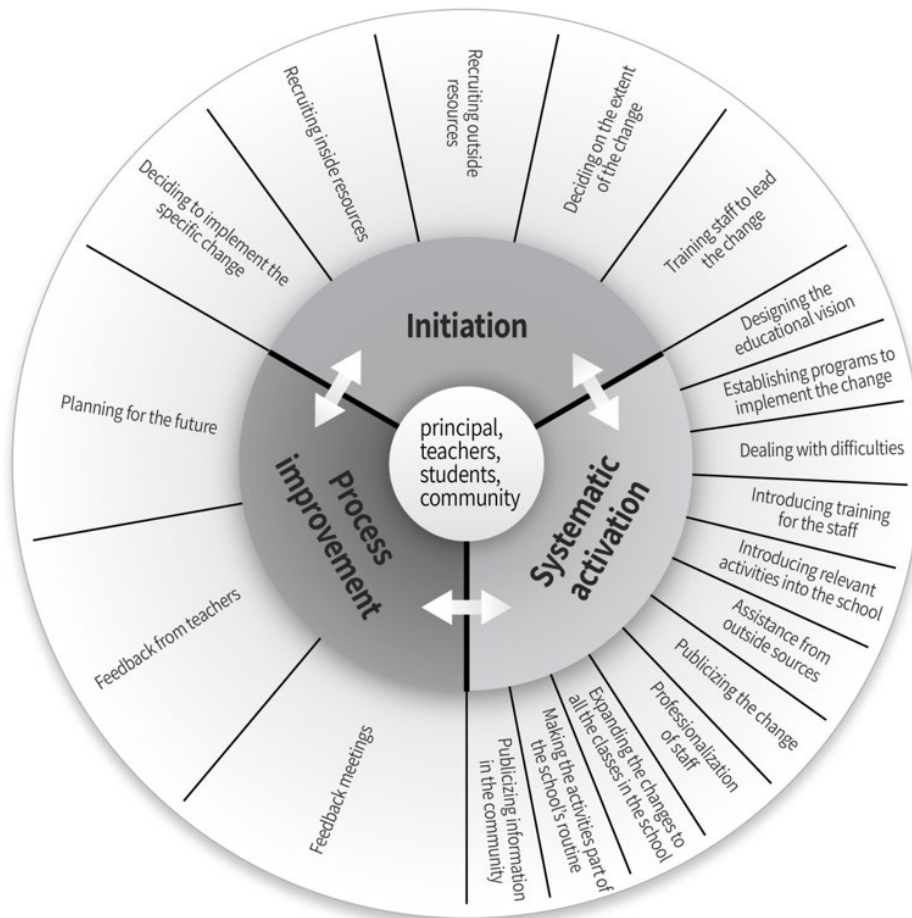 Initiation
Process
improvement
Systematic
activation
principal,
teachers,
students,
community
Deciding to implement the
specific change
Recruiting inside resources
Recruiting outside
resources
Deciding on the extent
of the change
Training staff to lead
the change
Designing the
educational vision
Establishing programs to
implement the change
Dealing with difficulties
Introducing training
for the staff
Introducing relevant
activities into the school
Assistance from
outside sources
Publicizing the change
Professionalization
of staff
Expanding the changes to
all the classes in the school
Making the activities part of
the school's routine
Publicizing information
in the community
Feedback meetings
Feedback from teachers
Planning for the future